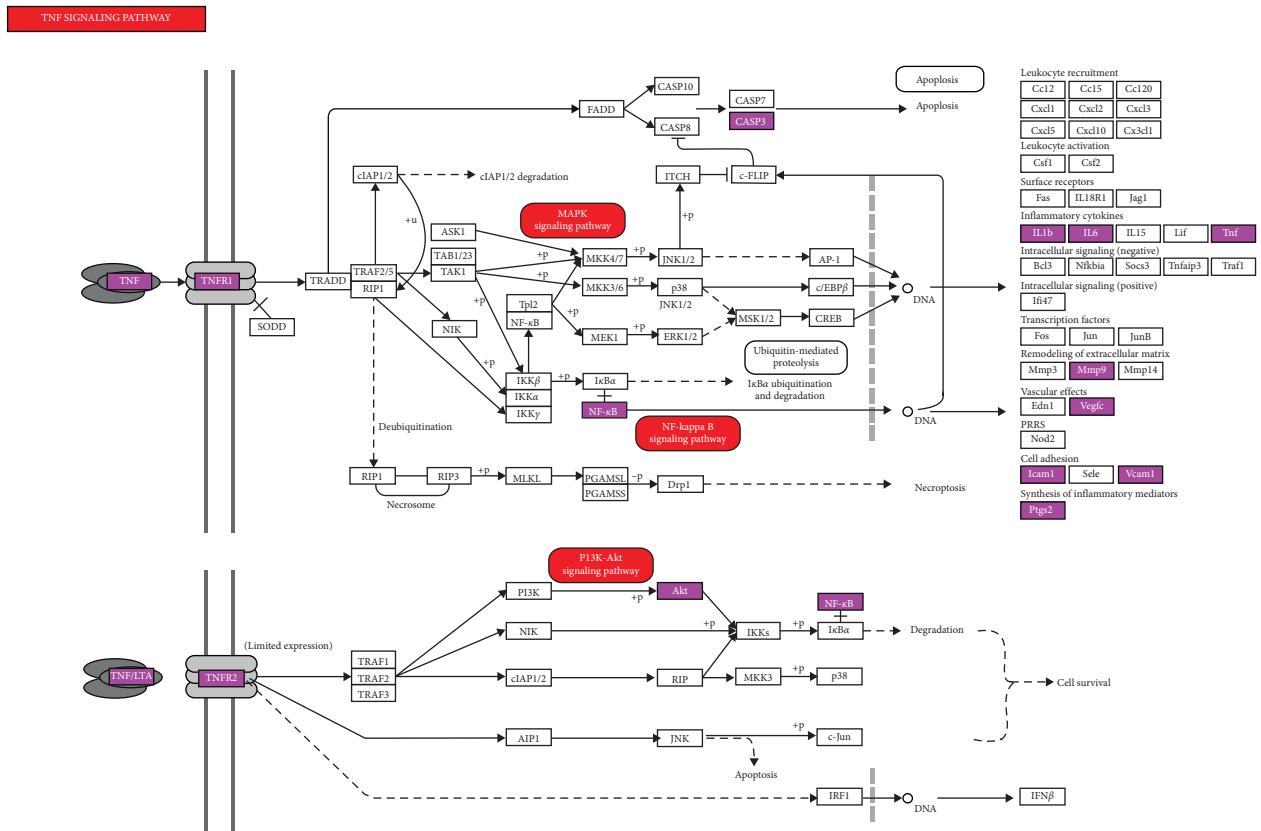 TNF SIGNALING PATHWAY
Apoplosis
Leukocyte recruitment
Cc12
Cc15
Cc120
Cxcl1
Cxcl2
Cxcl3
Cxcl5
Cxcl10
Cx3cl1
Leukocyte activation
Csf1
Csf2
Surface receptors
Fas
IL18R1
Jag1
Inflammatory cytokines
IL1b
IL6
IL15
Lif
Tnf
Intracellular signaling (negative)
Bcl3
Nfkbia
Socs3
Tnfaip3
Traf1
Intracellular signaling (positive)
Ifi47
Transcription factors
Fos
Jun
JunB
Remodeling of extracellular matrix
Mmp3
Mmp9
Mmp14
Vascular effects
Edn1
Vegfc
PRRS
Nod2
Cell adhesion
Icam1
Sele
Vcam1
Synthesis of inflammatory mediators
Ptgs2
CASP10
FADD
CASP7
Apoplosis
CASP3
CASP8
cIAP1/2
cIAP1/2 degradation
ITCH
c-FLIP
+u
MAPK
signaling pathway
+p
ASK1
TAB1/23
TAK1
+p
+p
MKK4/7
+p
JNK1/2
AP-1
TNF
TNFR1
TRADD
TRAF2/5
RIP1
SODD
MKK3/6
+p
p38
JNK1/2
c/EBPβ
DNA
+p
Tpl2
NF-κB
+p
NIK
+p
MEK1
+p
ERK1/2
MSK1/2
CREB
Ubiquitin-mediated
proteolysis
IKKβ
IKKα
IKKγ
+p
IκBα
IκBα ubiquitination
and degradation
NF-κB
NF-kappa B
signaling pathway
DNA
Deubiquitination
RIP1
RIP3
+p
MLKL
PGAMSL
PGAMSS
–p
Drp1
Necroptosis
Necrosome
P13K-Akt
signaling pathway
PI3K
+p
Akt
NF-κB
NIK
+p
IKKs
+p
IκBα
Degradation
(Limited expression)
TNF/LTA
TNFR2
TRAF1
TRAF2
TRAF3
cIAP1/2
RIP
MKK3
+p
p38
Cell survival
AIP1
JNK
+p
c-Jun
Apoptosis
IRF1
DNA
IFNβ